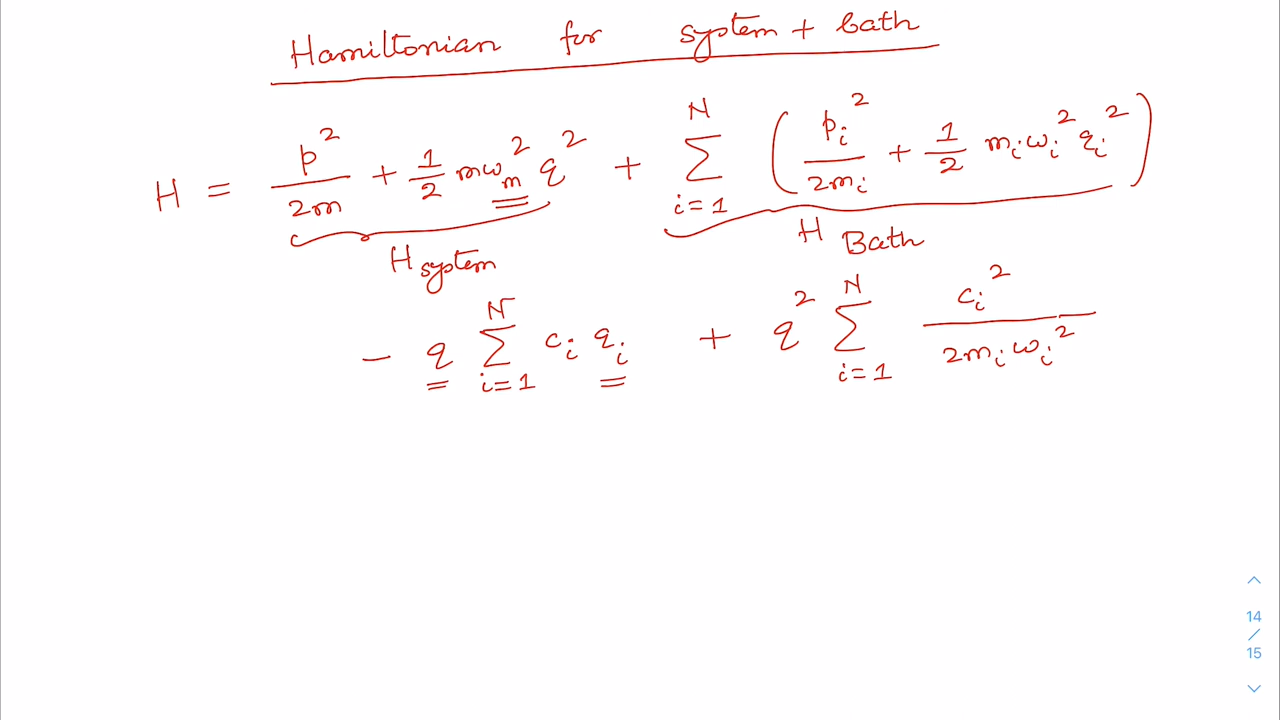 Hamiltonian for system + bath
H = p²/2m + 1/2 mω_m² q² + Σ_{i=1}^{N} ( p_i²/2m_i + 1/2 m_i ω_i² q_i² )
H system H Bath
- q Σ_{i=1}^{N} c_i q_i + q² Σ_{i=1}^{N} c_i²/2m_i ω_i²
14
/
15